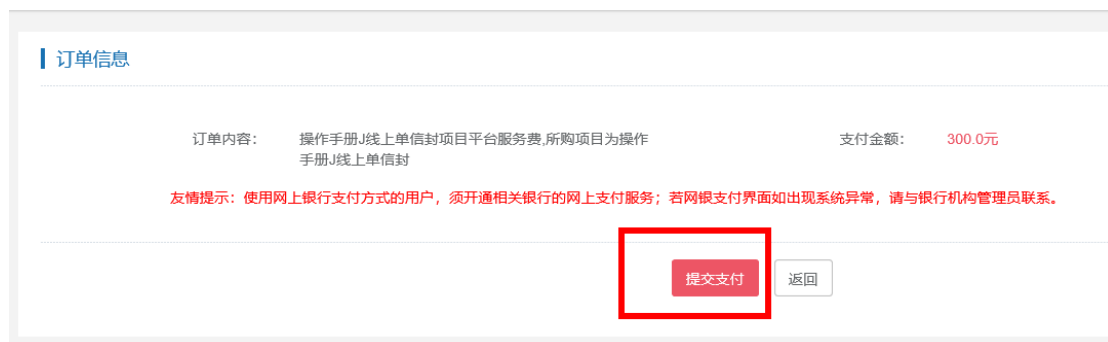 订单信息
订单内容： 操作手册J线上单信封项目平台服务费,所购项目为操作 支付金额： 300.0元
手册J线上单信封
友情提示：使用网上银行支付方式的用户，须开通相关银行的网上支付服务；若网银支付界面如出现系统异常，请与银行机构管理员联系。
提交支付 返回